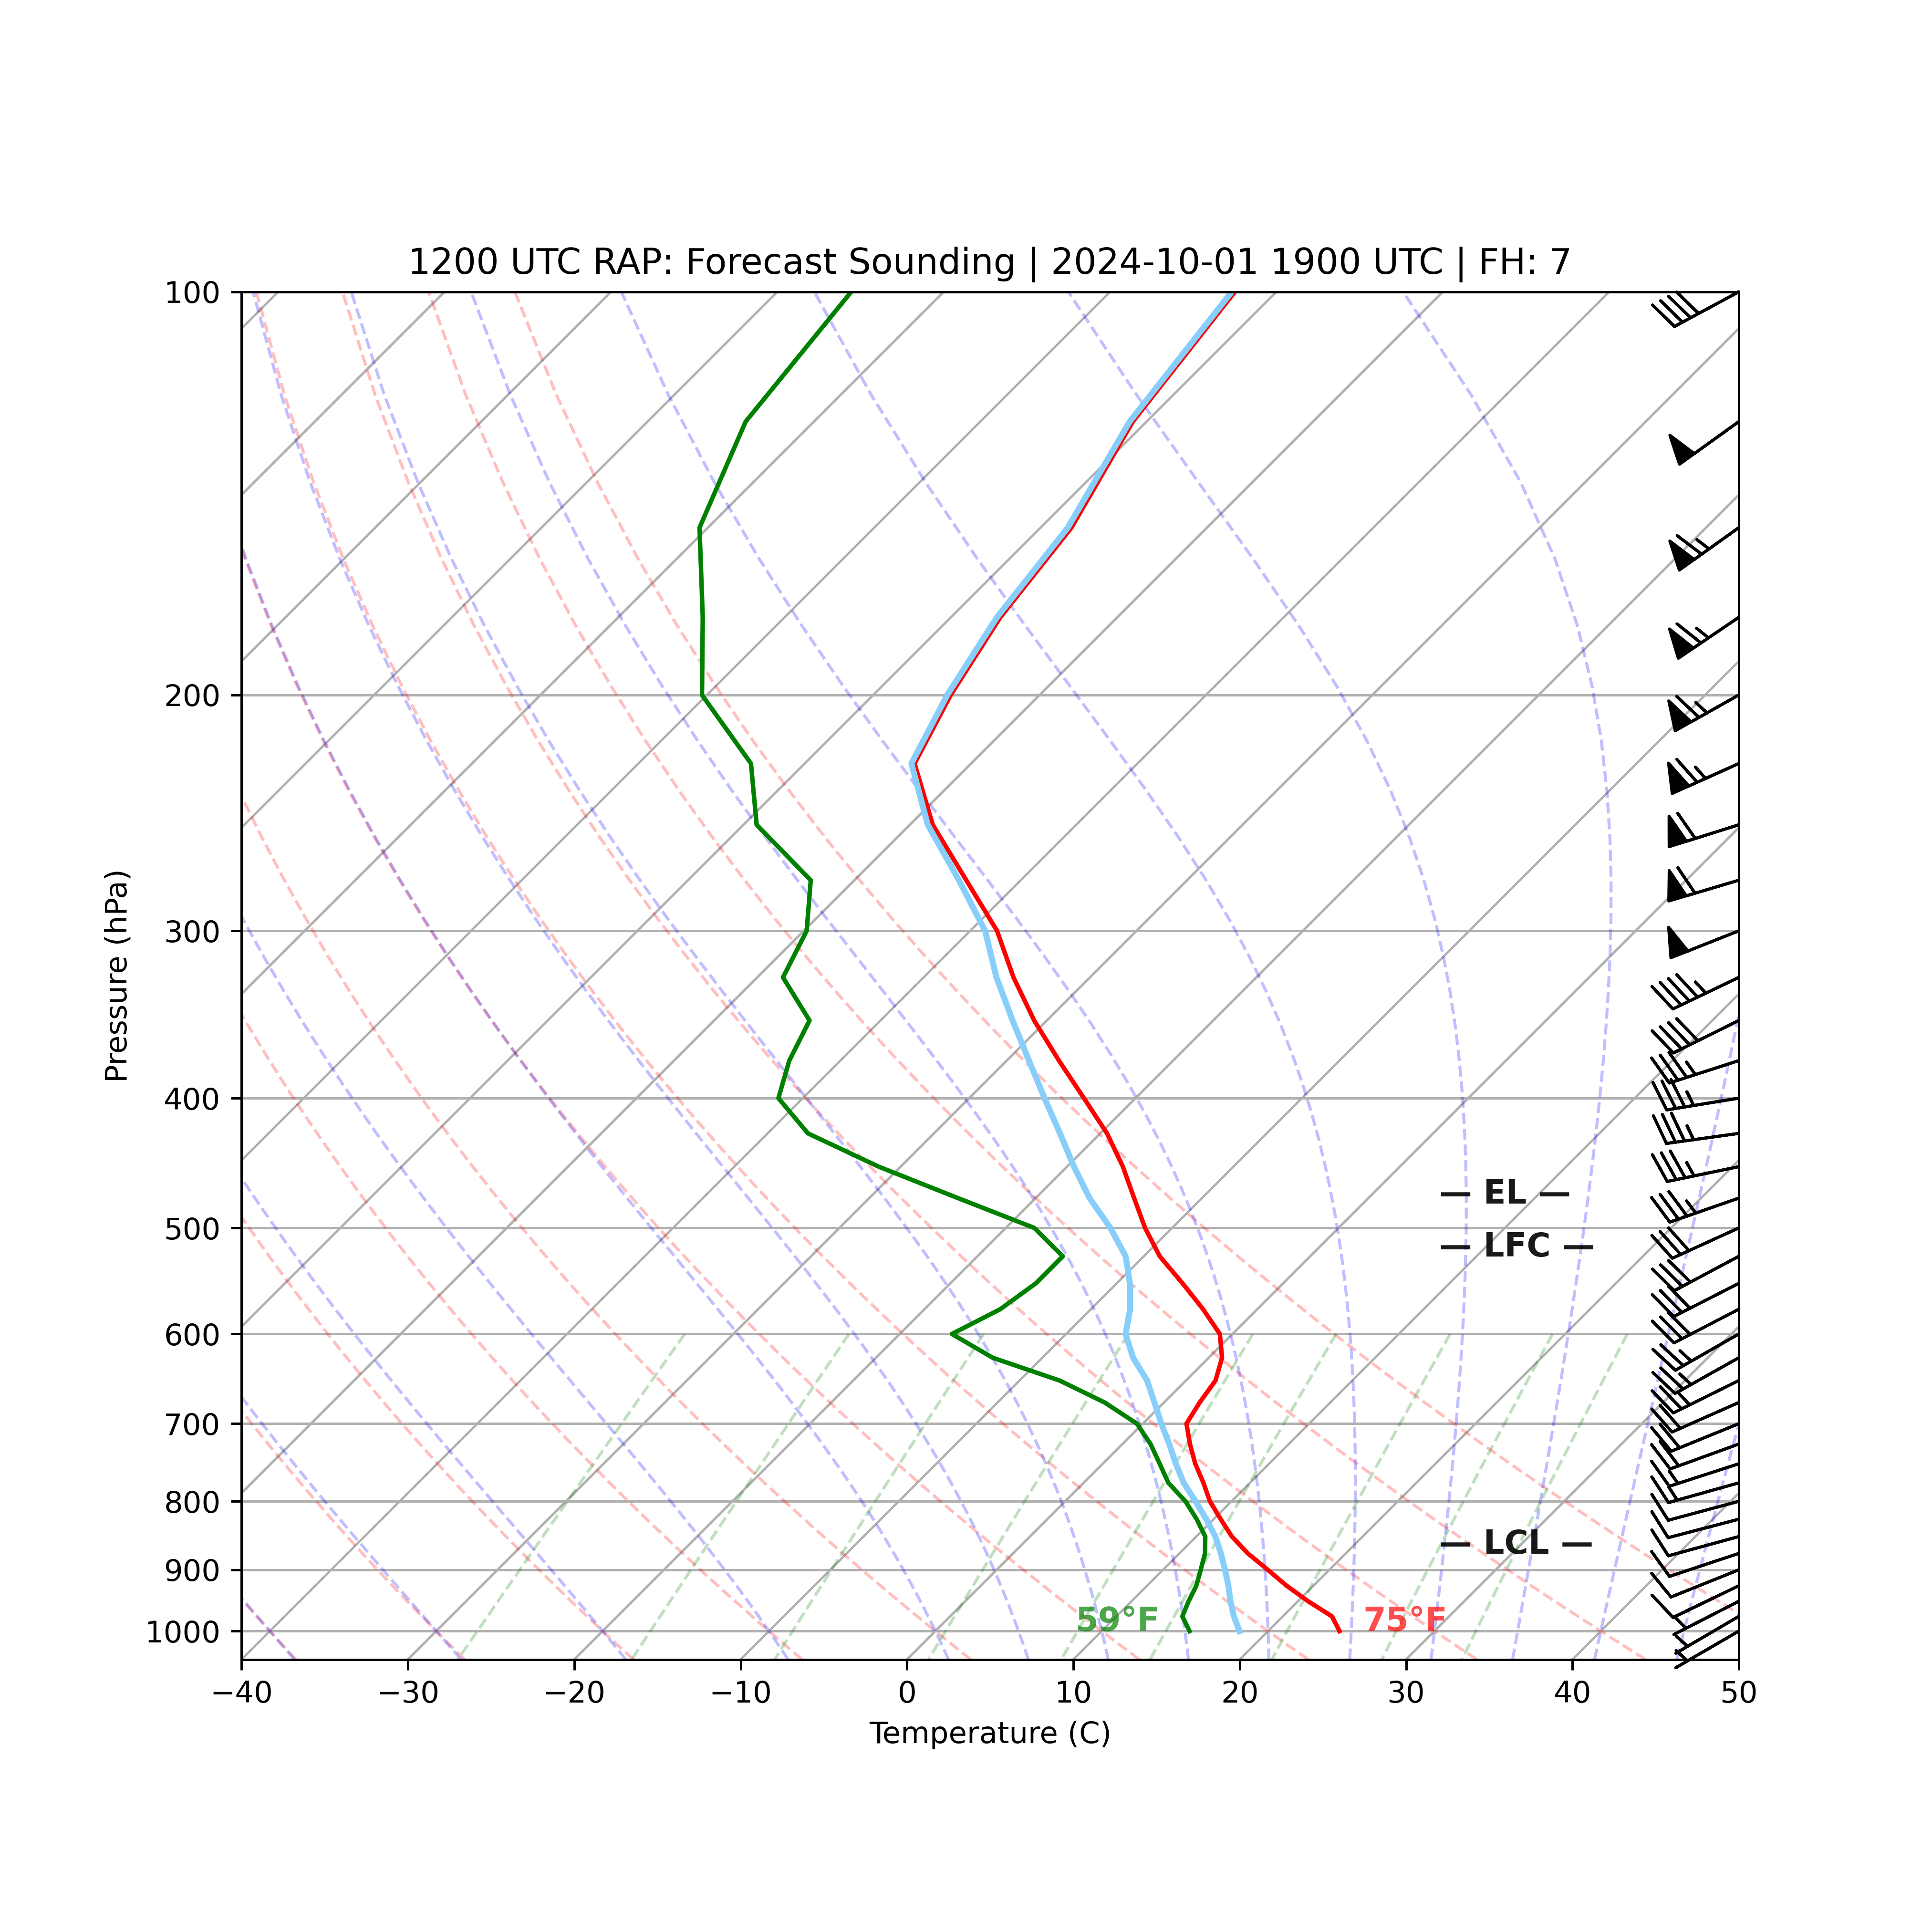 1200 UTC RAP: Forecast Sounding | 2024-10-01 1900 UTC | FH: 7
100
200
300
400
500
600
700
800
900
1000
Pressure (hPa)
— EL —
— LFC —
— LCL —
59°F
75°F
−40
−30
−20
−10
0
10
20
30
40
50
Temperature (C)